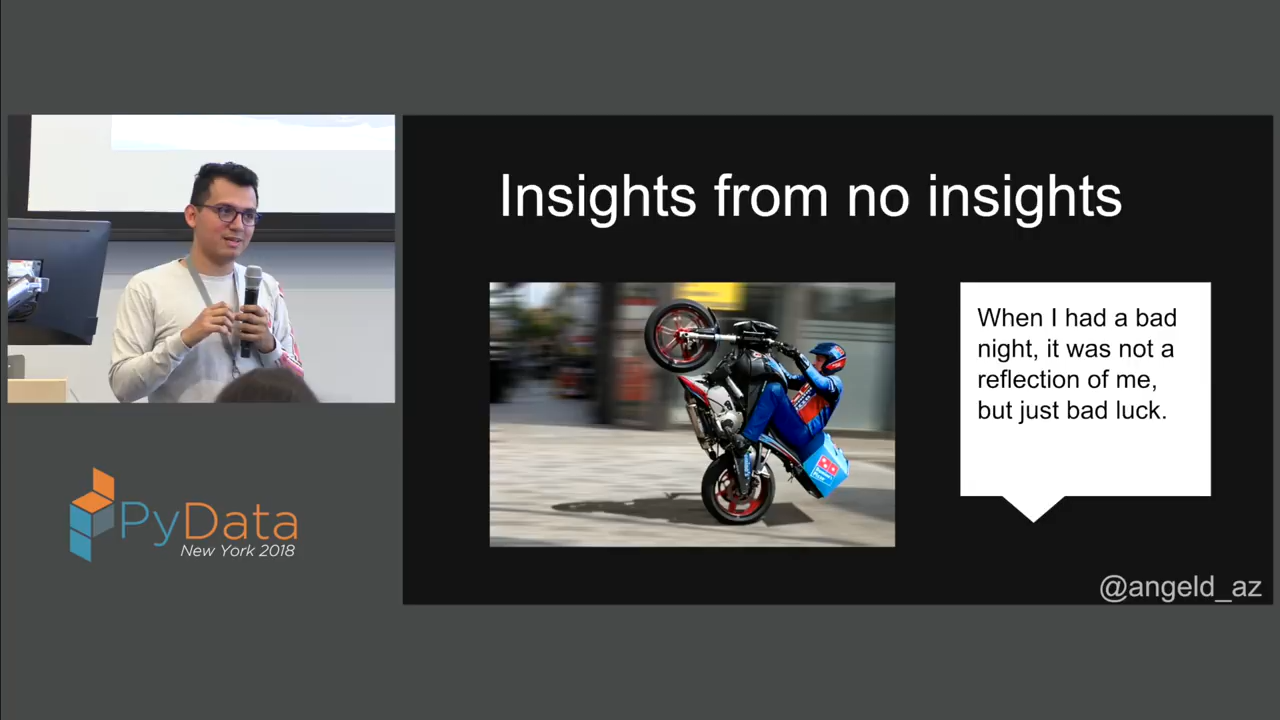 Insights from no insights
When I had a bad
night, it was not a
reflection of me,
but just bad luck.
@angeld_az
PyData
New York 2018